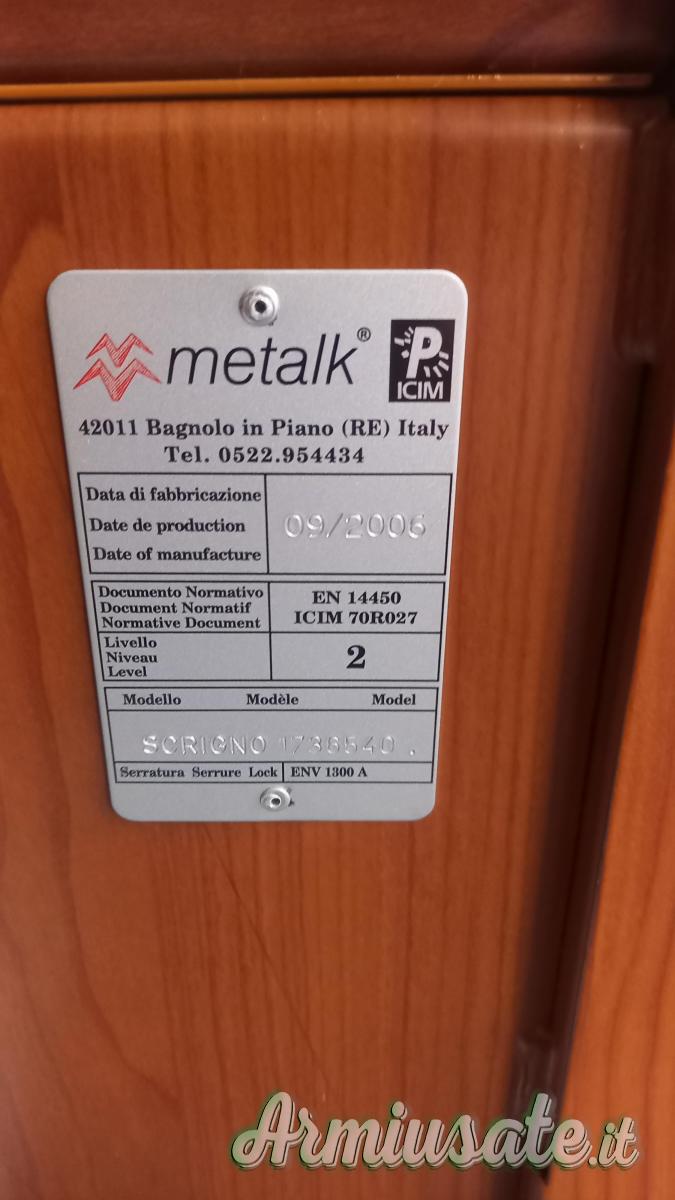 metalk®
P
ICIM
42011 Bagnolo in Piano (RE) Italy
Tel. 0522.954434
Data di fabbricazione
Date de production
Date of manufacture
09/2006
Documento Normativo
Document Normatif
Normative Document
EN 14450
ICIM 70R027
Livello
Niveau
Level
2
Modello Modèle Model
SCRIGNO 1736540 .
Serratura Serrure Lock ENV 1300 A
Armiusate.it